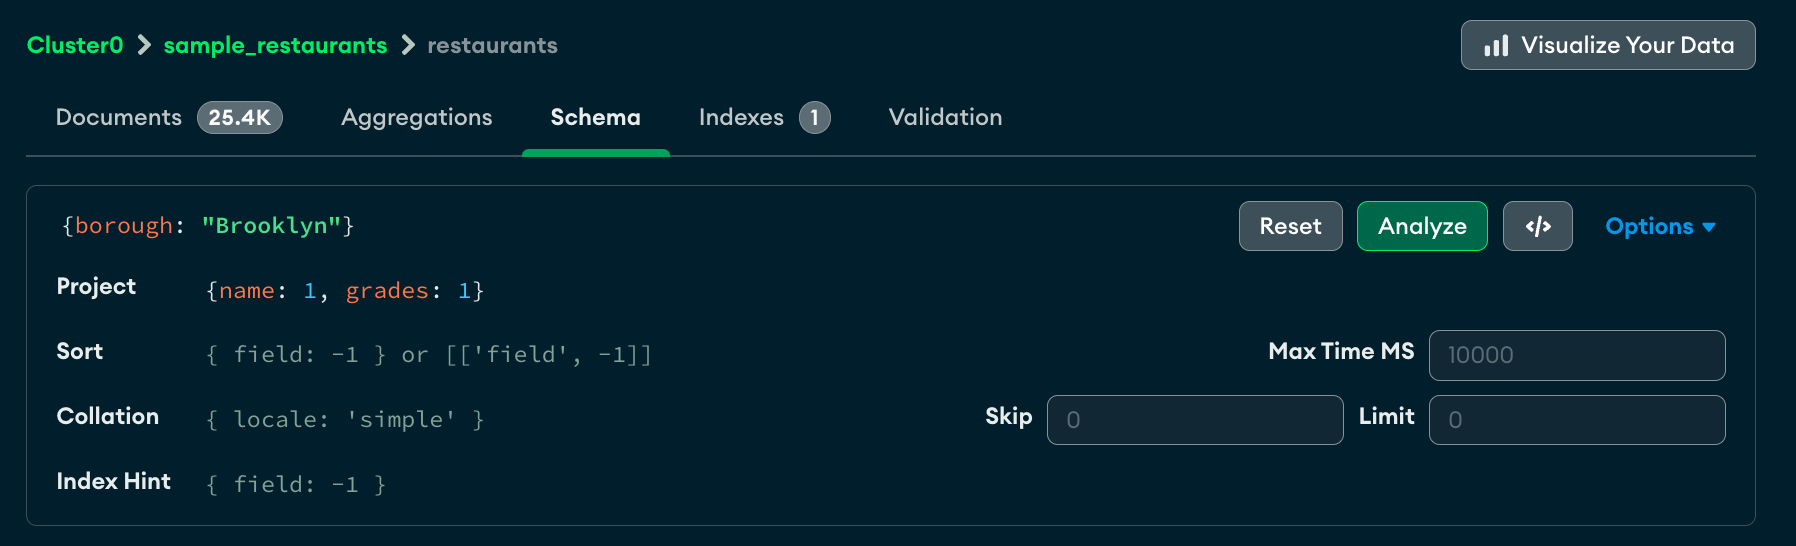 Cluster0 > sample_restaurants > restaurants
Visualize Your Data
Documents 25.4K Aggregations Schema Indexes 1 Validation
{borough: "Brooklyn"}
Reset Analyze </> Options
Project {name: 1, grades: 1}
Sort { field: -1 } or [['field', -1]]
Max Time MS 10000
Collation { locale: 'simple' }
Skip 0 Limit 0
Index Hint { field: -1 }